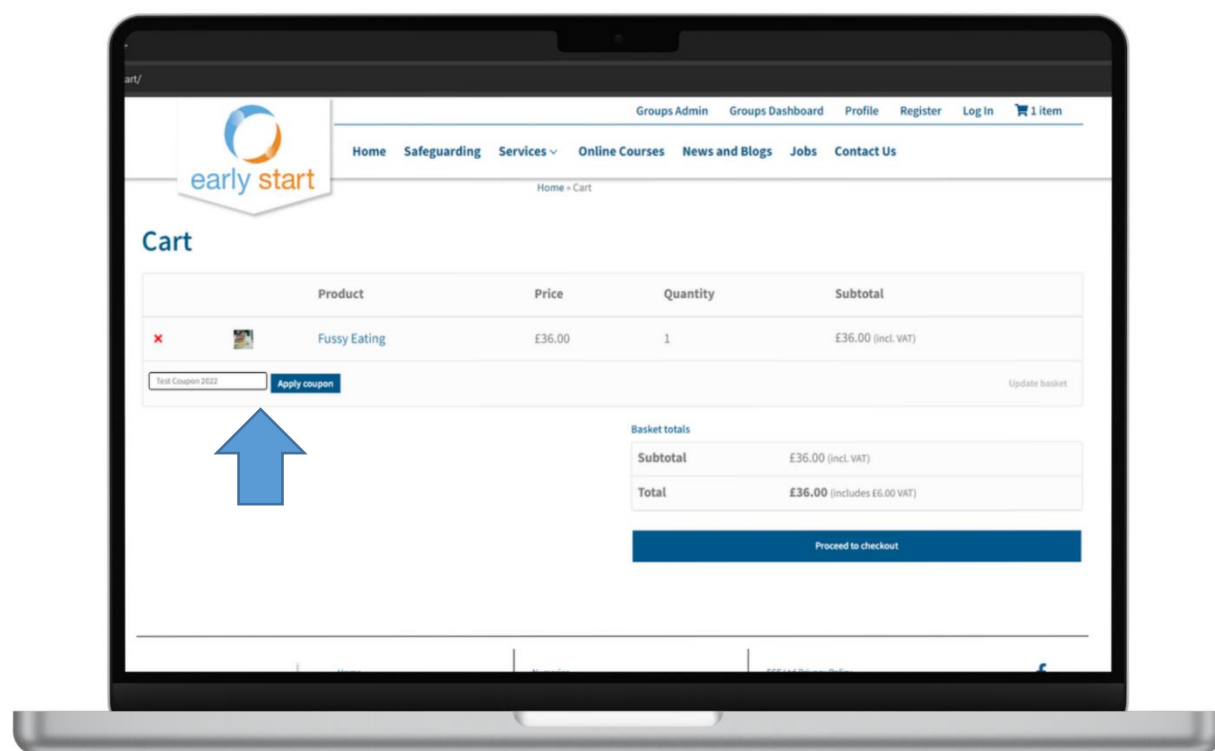 art/
Groups Admin Groups Dashboard Profile Register Log In 1 item
early start
Home Safeguarding Services Online Courses News and Blogs Jobs Contact Us
Home » Cart
Cart
Product Price Quantity Subtotal
× Fussy Eating £36.00 1 £36.00 (incl. VAT)
Test Coupon 2022 Apply coupon Update basket
Basket totals
Subtotal £36.00 (incl. VAT)
Total £36.00 (includes £6.00 VAT)
Proceed to checkout